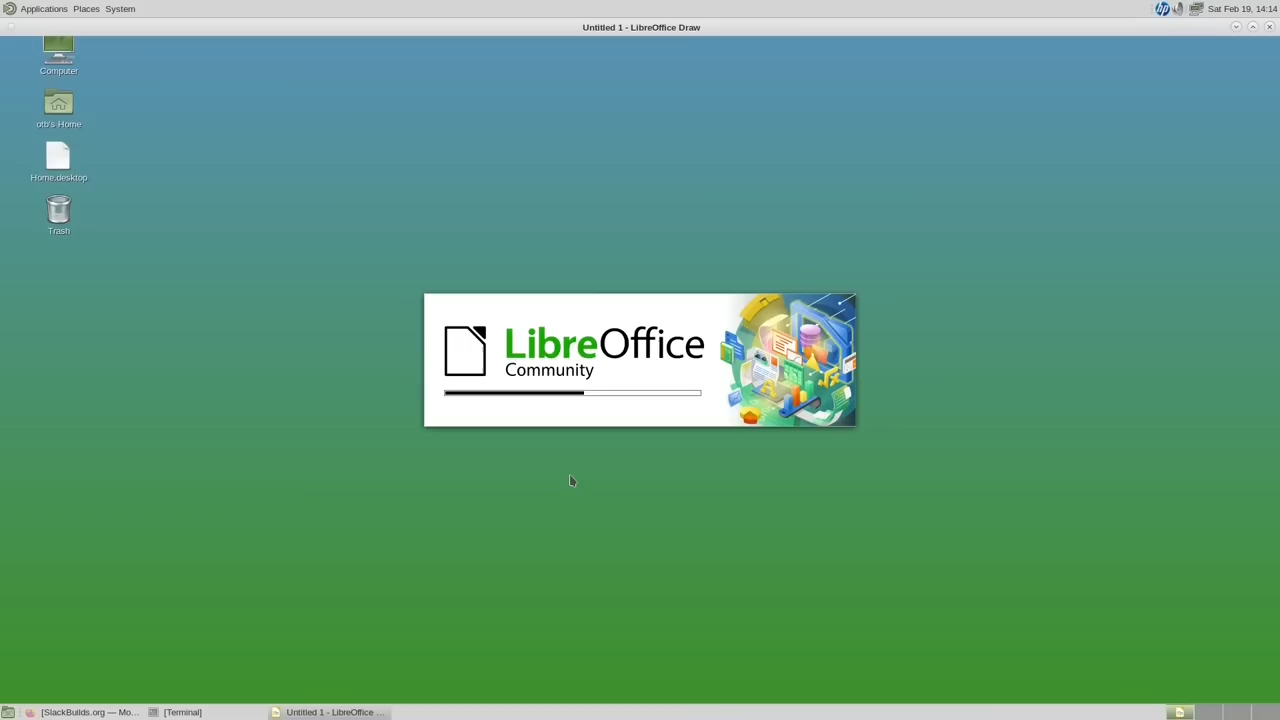 Applications Places System
Sat Feb 19, 14:14
Untitled 1 - LibreOffice Draw
Computer
otb's Home
Home.desktop
Trash
LibreOffice
Community
[SlackBuilds.org — Mo...
[Terminal]
Untitled 1 - LibreOffice ...